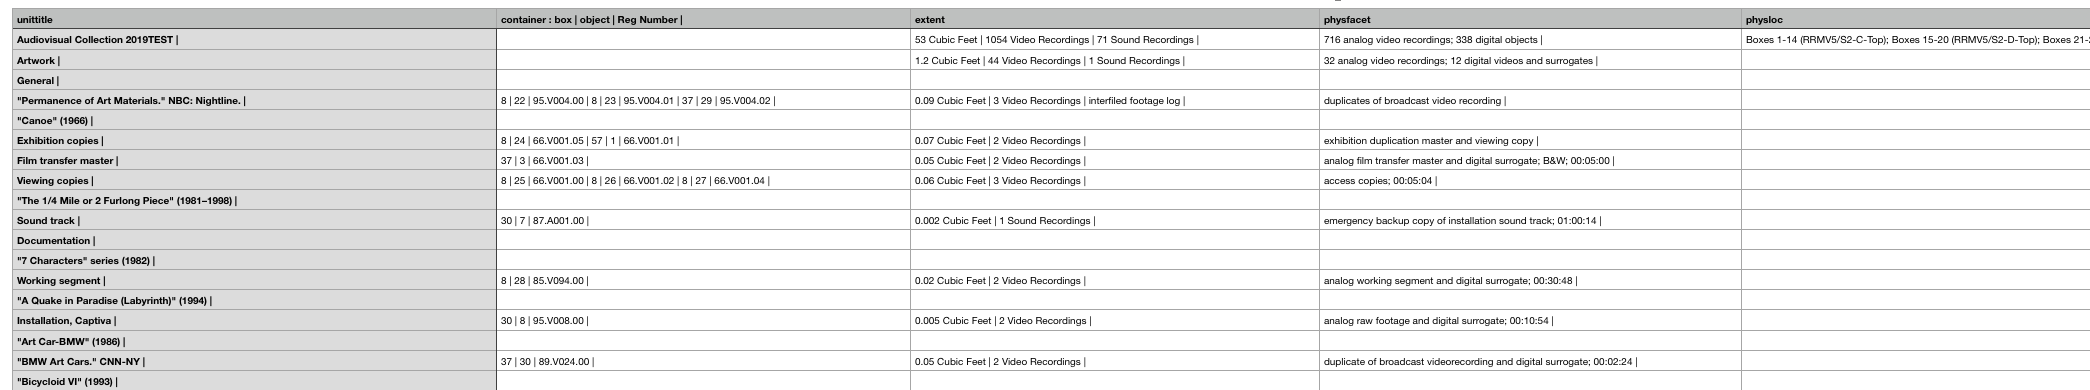 unittitle container : box | object | Reg Number | extent physfacet physloc
Audiovisual Collection 2019TEST | 53 Cubic Feet | 1054 Video Recordings | 71 Sound Recordings | 716 analog video recordings; 338 digital objects | Boxes 1-14 (RRMV5/S2-C-Top); Boxes 15-20 (RRMV5/S2-D-Top); Boxes 21-
Artwork | 1.2 Cubic Feet | 44 Video Recordings | 1 Sound Recordings | 32 analog video recordings; 12 digital videos and surrogates |
General |
"Permanence of Art Materials." NBC: Nightline. | 8 | 22 | 95.V004.00 | 8 | 23 | 95.V004.01 | 37 | 29 | 95.V004.02 | 0.09 Cubic Feet | 3 Video Recordings | interfiled footage log | duplicates of broadcast video recording |
"Canoe" (1966) |
Exhibition copies | 8 | 24 | 66.V001.05 | 57 | 1 | 66.V001.01 | 0.07 Cubic Feet | 2 Video Recordings | exhibition duplication master and viewing copy |
Film transfer master | 37 | 3 | 66.V001.03 | 0.05 Cubic Feet | 2 Video Recordings | analog film transfer master and digital surrogate; B&W; 00:05:00 |
Viewing copies | 8 | 25 | 66.V001.00 | 8 | 26 | 66.V001.02 | 8 | 27 | 66.V001.04 | 0.06 Cubic Feet | 3 Video Recordings | access copies; 00:05:04 |
"The 1/4 Mile or 2 Furlong Piece" (1981–1998) |
Sound track | 30 | 7 | 87.A001.00 | 0.002 Cubic Feet | 1 Sound Recordings | emergency backup copy of installation sound track; 01:00:14 |
Documentation |
"7 Characters" series (1982) |
Working segment | 8 | 28 | 85.V094.00 | 0.02 Cubic Feet | 2 Video Recordings | analog working segment and digital surrogate; 00:30:48 |
"A Quake in Paradise (Labyrinth)" (1994) |
Installation, Captiva | 30 | 8 | 95.V008.00 | 0.005 Cubic Feet | 2 Video Recordings | analog raw footage and digital surrogate; 00:10:54 |
"Art Car-BMW" (1986) |
"BMW Art Cars." CNN-NY | 37 | 30 | 89.V024.00 | 0.05 Cubic Feet | 2 Video Recordings | duplicate of broadcast videorecording and digital surrogate; 00:02:24 |
"Bicycloid VI" (1993) |